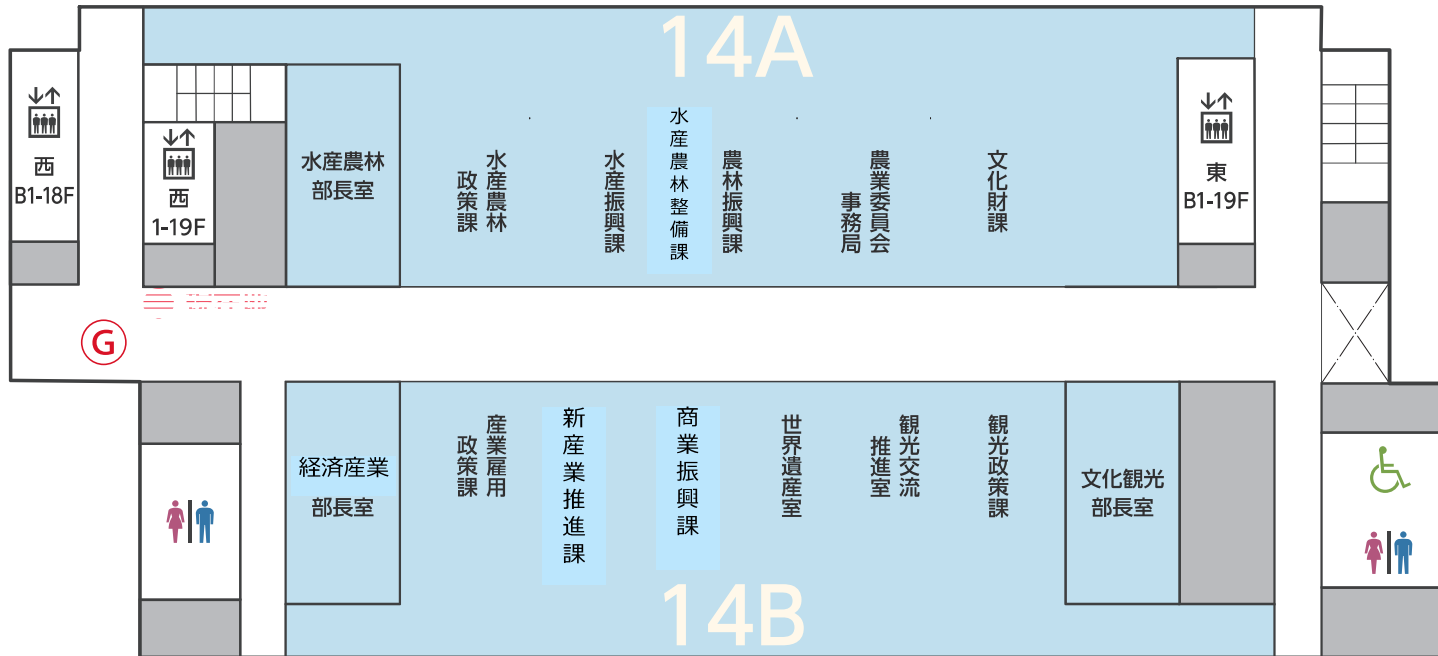 14A
西
B1-18F
西
1-19F
水産農林
部長室
水産農林
政策課
水産振興課
水産農林整備課
農林振興課
農業委員会
事務局
文化財課
東
B1-19F
G
経済産業
部長室
産業雇用
政策課
新産業推進課
商業振興課
世界遺産室
観光交流
推進室
観光政策課
文化観光
部長室
14B